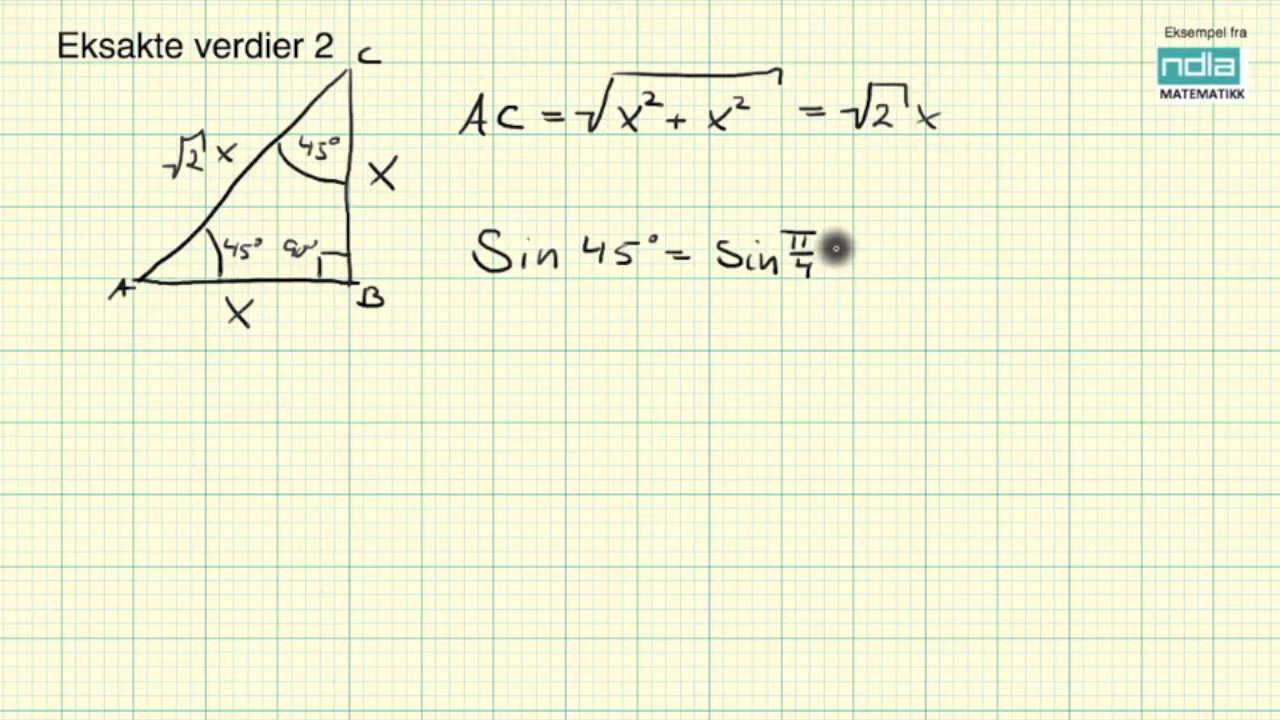 Eksakte verdier 2
Eksempel fra
ndla
MATEMATIKK
C
AC = √(x² + x²) = √2 x
√2 x
45°
X
Sin 45° = Sin π/4
45° 90°
A
B
X